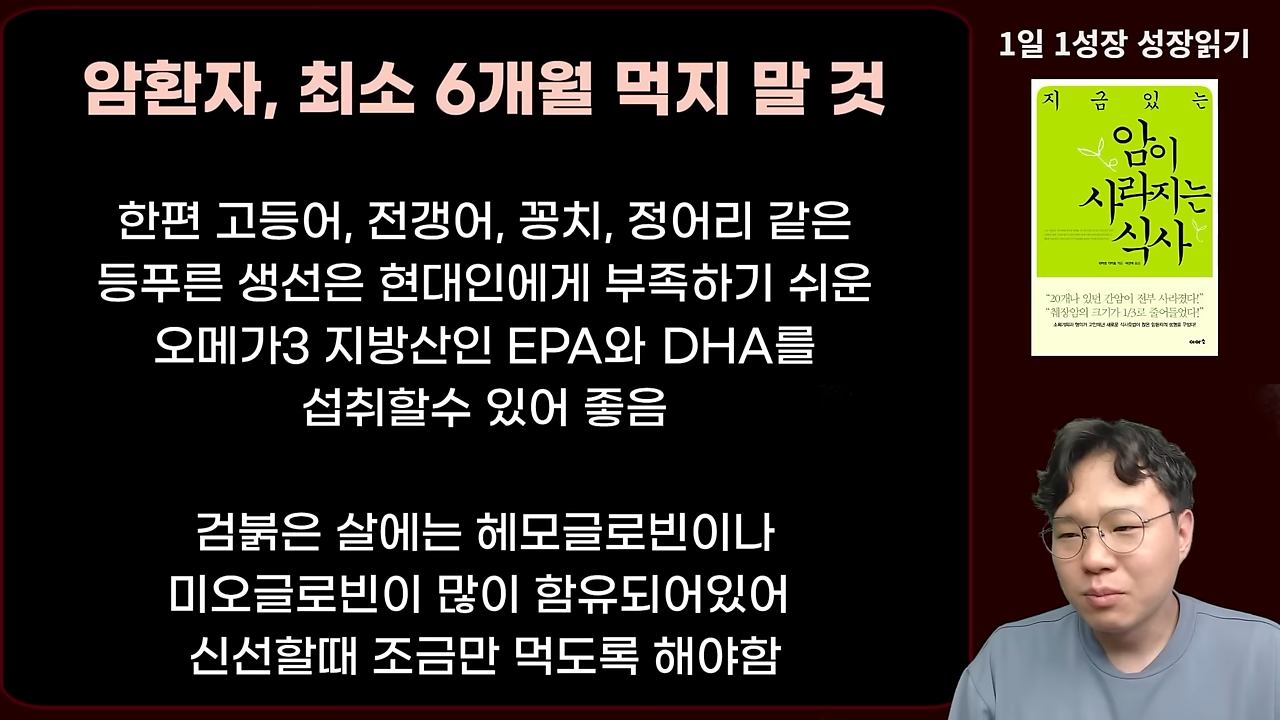 암환자, 최소 6개월 먹지 말 것
한편 고등어, 전갱어, 꽁치, 정어리 같은
등푸른 생선은 현대인에게 부족하기 쉬운
오메가3 지방산인 EPA와 DHA를
섭취할수 있어 좋음
검붉은 살에는 헤모글로빈이나
미오글로빈이 많이 함유되어있어
신선할때 조금만 먹도록 해야함
1일 1성장 성장읽기
지금있는
암이
사라지는
식사
“20개나 있던 간암이 전부 사라졌다!”
“췌장암의 크기가 1/3로 줄어들었다!”